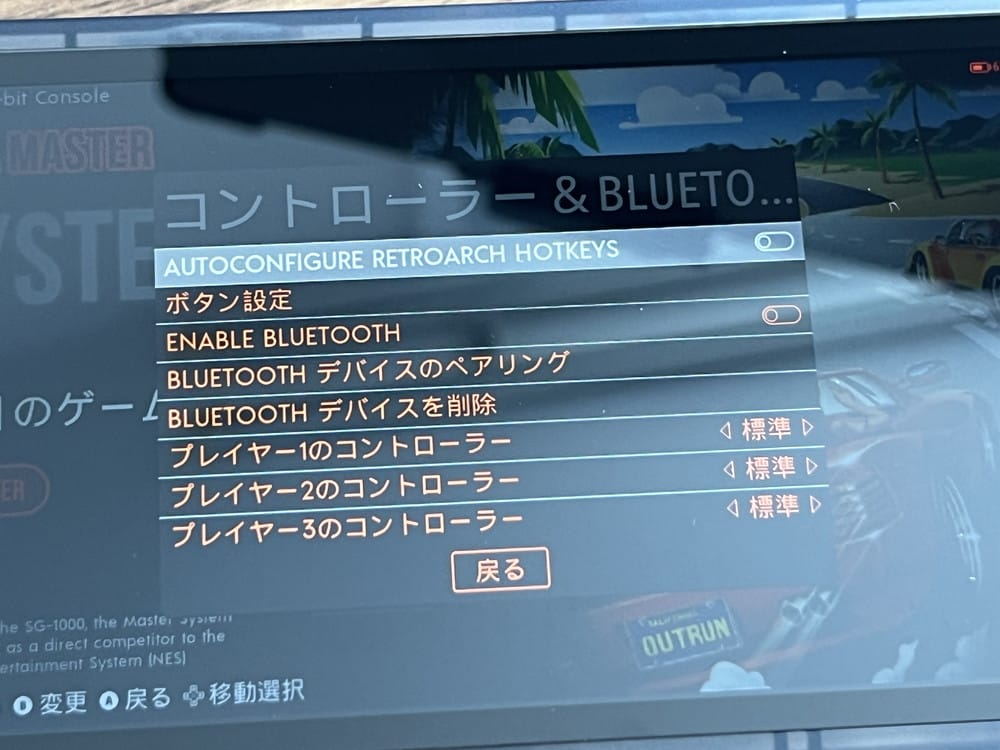 -bit Console
MASTER
コントローラー & BLUETO...
AUTOCONFIGURE RETROARCH HOTKEYS
ボタン設定
ENABLE BLUETOOTH
BLUETOOTH デバイスのペアリング
のゲーム
BLUETOOTH デバイスを削除
プレイヤー1のコントローラー ◁ 標準 ▷
プレイヤー2のコントローラー ◁ 標準 ▷
プレイヤー3のコントローラー ◁ 標準 ▷
戻る
OUTRUN
he SG-1000, the Master System
as a direct competitor to the
ertainment System (NES)
B 変更 A 戻る 移動選択